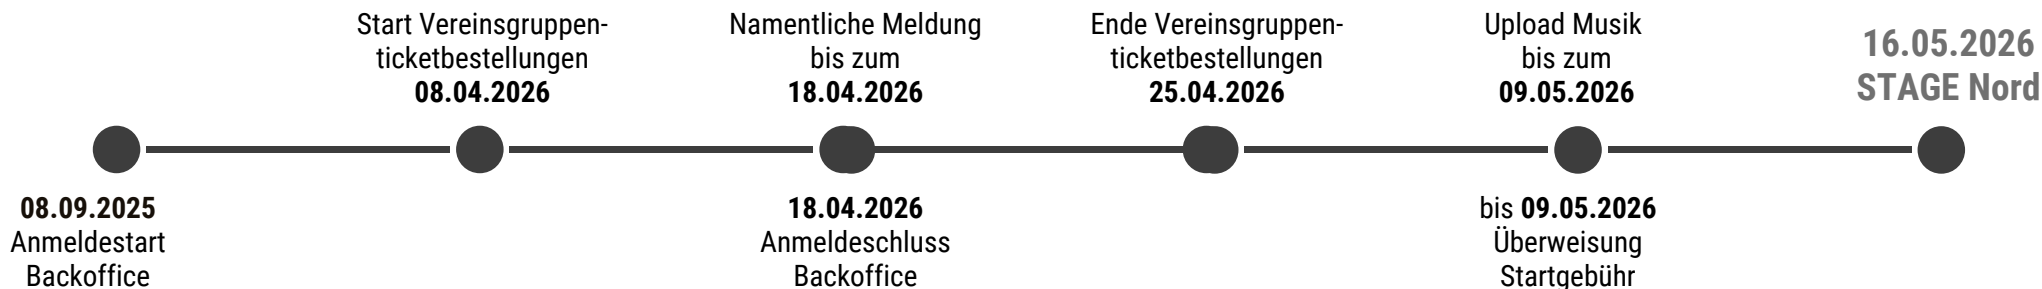 Start Vereinsgruppen-
ticketbestellungen
08.04.2026
Namentliche Meldung
bis zum
18.04.2026
Ende Vereinsgruppen-
ticketbestellungen
25.04.2026
Upload Musik
bis zum
09.05.2026
16.05.2026
STAGE Nord
08.09.2025
Anmeldestart
Backoffice
18.04.2026
Anmeldeschluss
Backoffice
bis 09.05.2026
Überweisung
Startgebühr